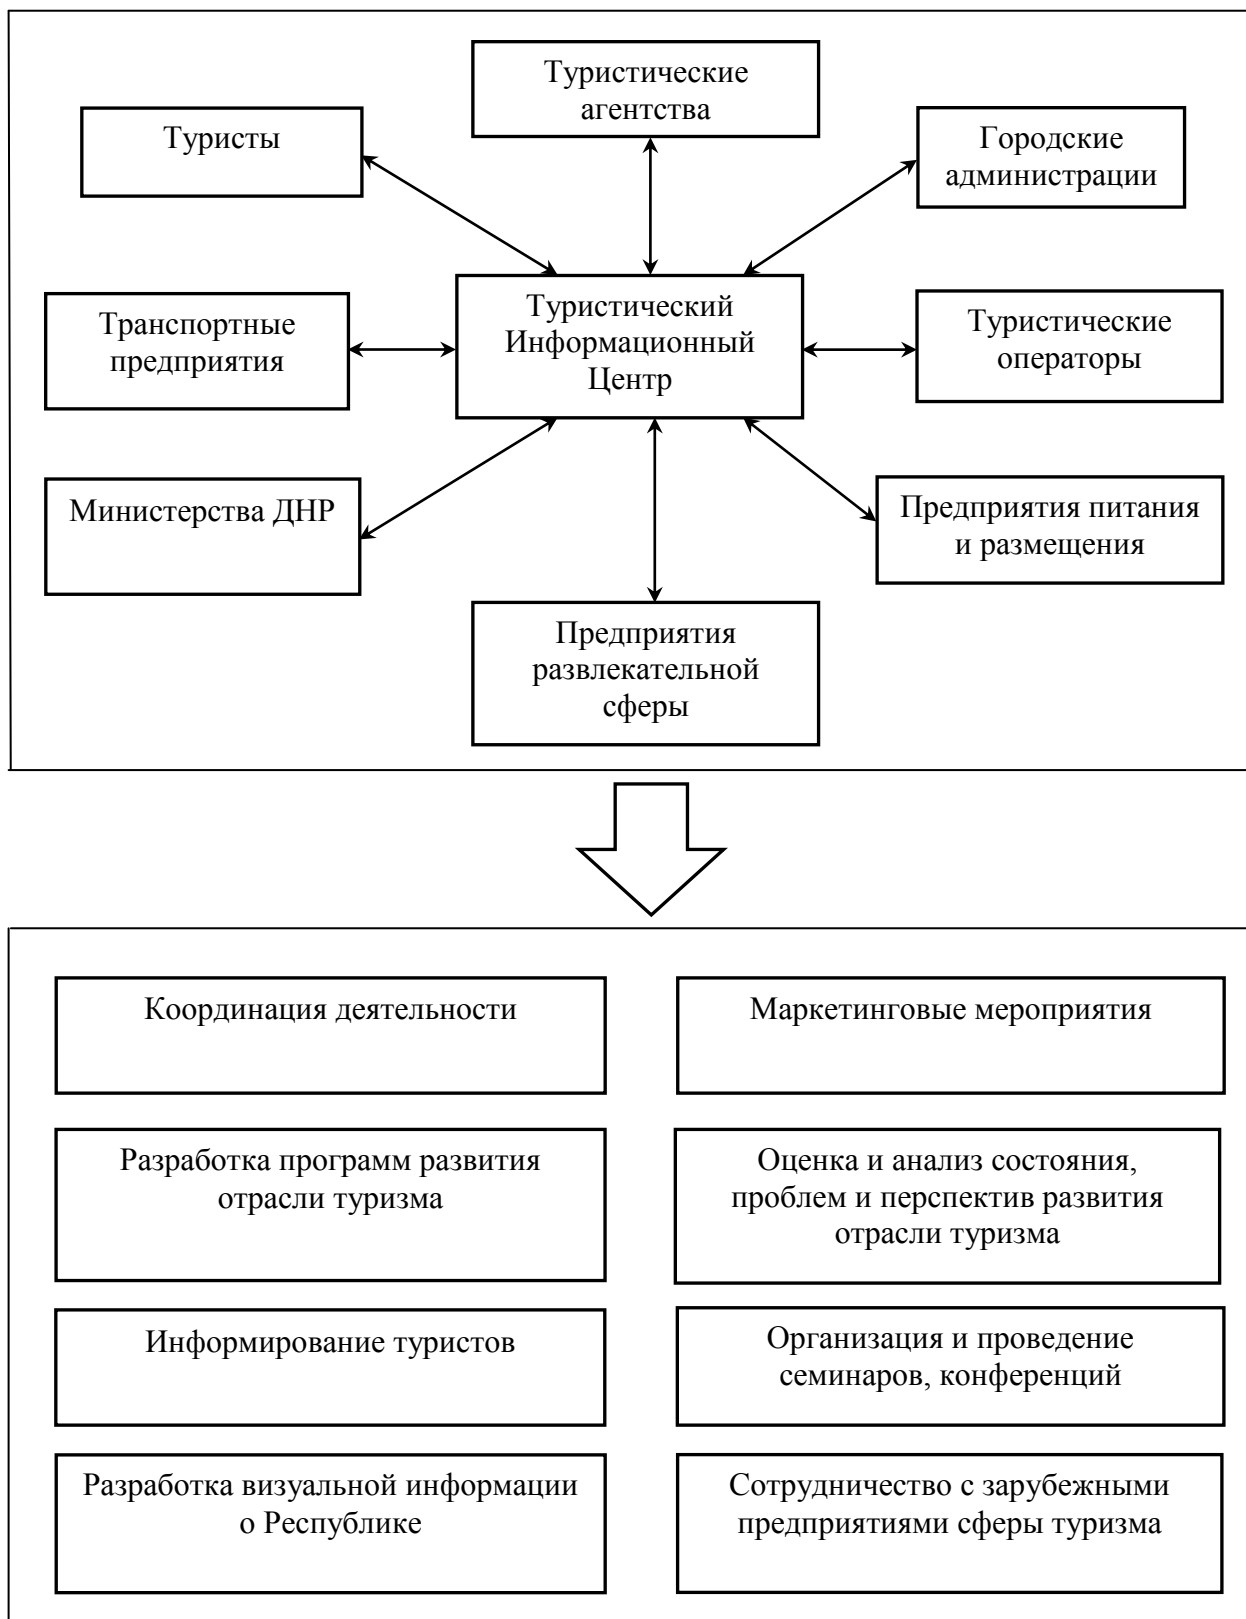 Туристические
агентства
Туристы
Городские
администрации
Транспортные
предприятия
Туристический
Информационный
Центр
Туристические
операторы
Министерства ДНР
Предприятия питания
и размещения
Предприятия
развлекательной
сферы
Координация деятельности
Маркетинговые мероприятия
Разработка программ развития
отрасли туризма
Оценка и анализ состояния,
проблем и перспектив развития
отрасли туризма
Информирование туристов
Организация и проведение
семинаров, конференций
Разработка визуальной информации
о Республике
Сотрудничество с зарубежными
предприятиями сферы туризма